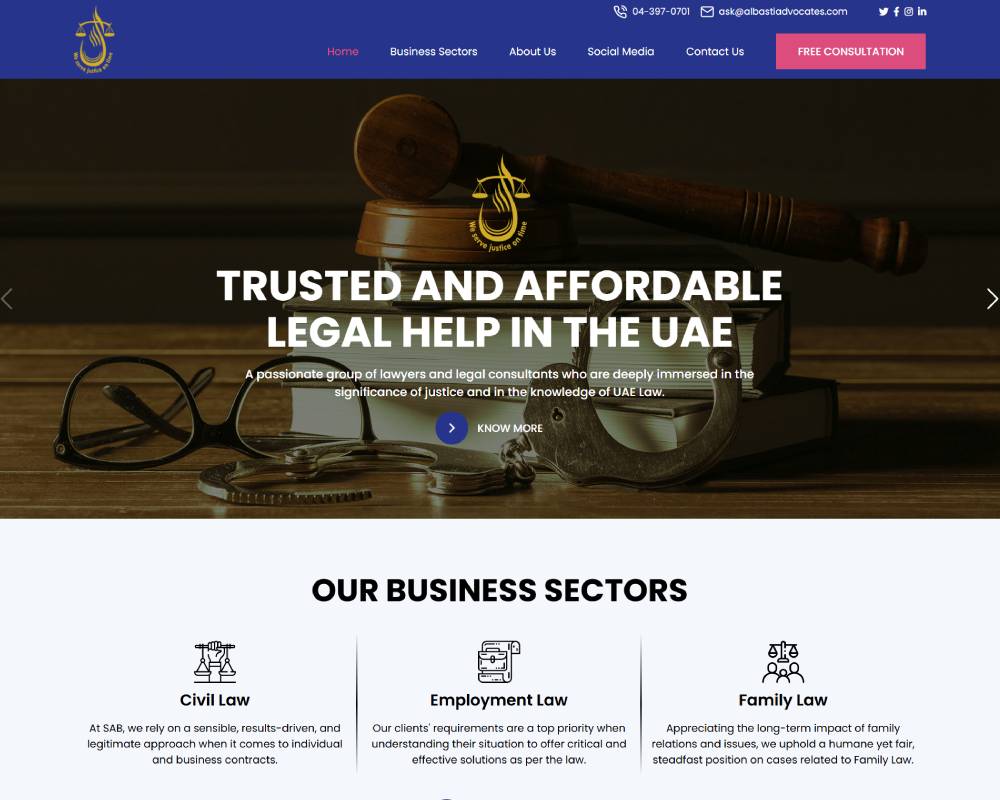 04-397-0701 ask@albastiadvocates.com
We serve justice on time
Home Business Sectors About Us Social Media Contact Us FREE CONSULTATION
We serve justice on time
TRUSTED AND AFFORDABLE
LEGAL HELP IN THE UAE
A passionate group of lawyers and legal consultants who are deeply immersed in the
significance of justice and in the knowledge of UAE Law.
KNOW MORE
OUR BUSINESS SECTORS
Civil Law
At SAB, we rely on a sensible, results-driven, and
legitimate approach when it comes to individual
and business contracts.
Employment Law
Our clients' requirements are a top priority when
understanding their situation to offer critical and
effective solutions as per the law.
Family Law
Appreciating the long-term impact of family
relations and issues, we uphold a humane yet fair,
steadfast position on cases related to Family Law.